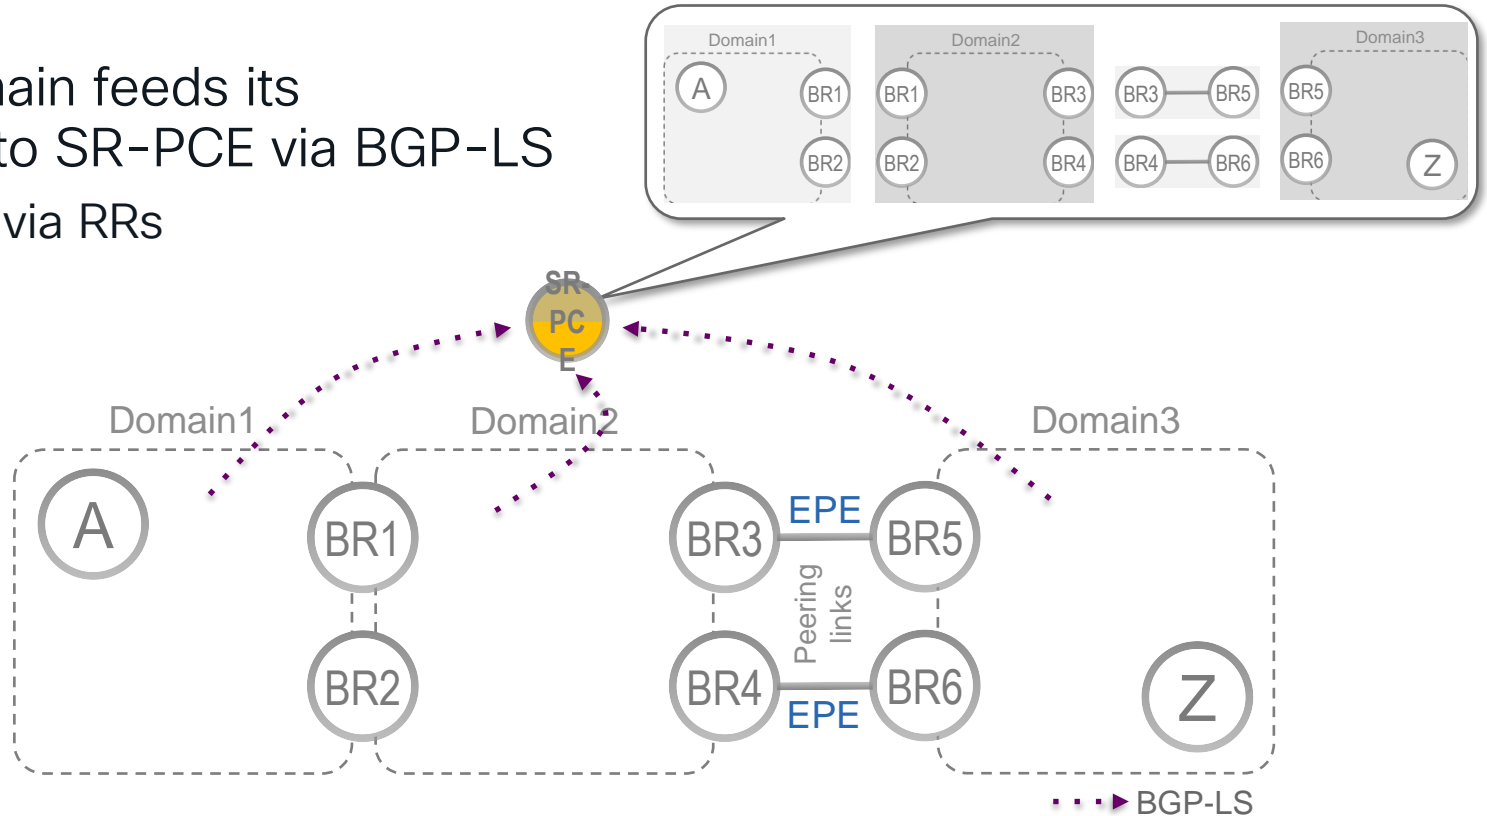 main feeds its
to SR-PCE via BGP-LS
via RRs
Domain1 Domain2 Domain3
A BR1 BR1 BR3 BR3 BR5 BR5
BR2 BR2 BR4 BR4 BR6 BR6 Z
SR-
PC
E
Domain1 Domain2 Domain3
A BR1 BR3 EPE BR5
Peering
links
BR2 BR4 EPE BR6 Z
BGP-LS